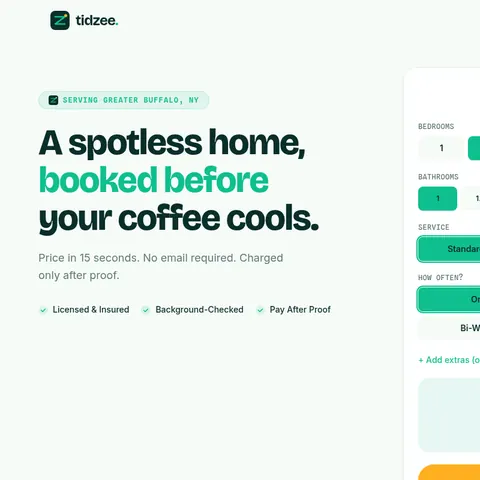 tidzee.
SERVING GREATER BUFFALO, NY
A spotless home,
booked before
your coffee cools.
Price in 15 seconds. No email required. Charged
only after proof.
Licensed & Insured
Background-Checked
Pay After Proof
BEDROOMS
1
BATHROOMS
1
SERVICE
HOW OFTEN?
+ Add extras